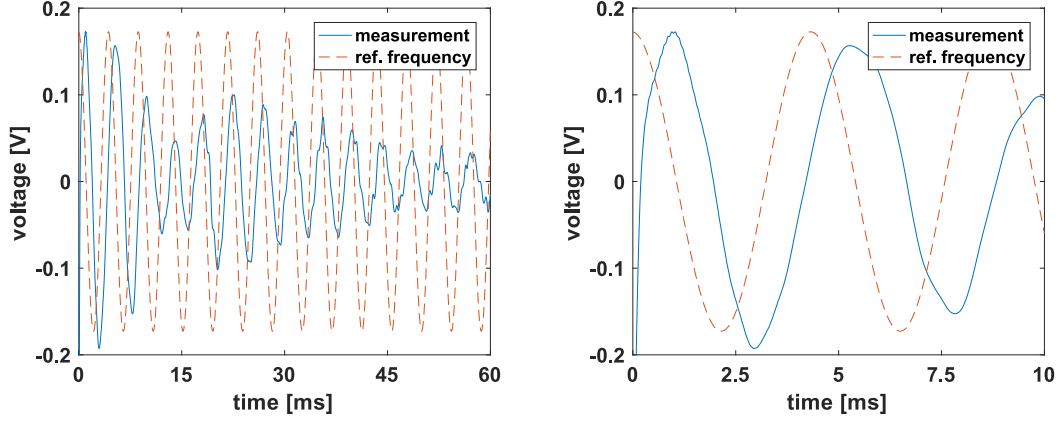 0.2
0.1
0
-0.1
-0.2
voltage [V]
0
15
30
45
60
time [ms]
measurement
ref. frequency
0.2
0.1
0
-0.1
-0.2
voltage [V]
0
2.5
5
7.5
10
time [ms]
measurement
ref. frequency